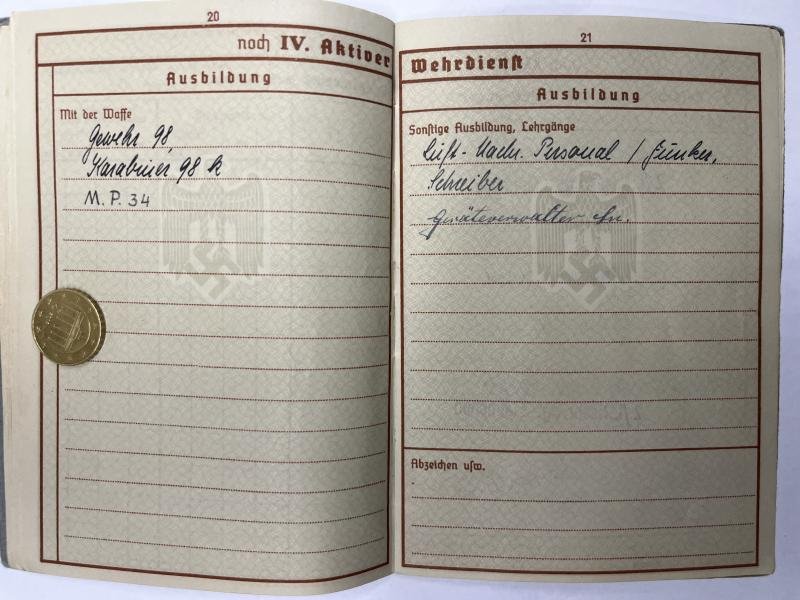 20
noch IV. Aktiver
Ausbildung
Mit der Waffe
Gewehr 98,
Karabiner 98 k
M. P. 34
21
Wehrdienst
Ausbildung
Sonstige Ausbildung, Lehrgänge
Luft-Nachr. Personal / Funker,
Schreiber
Geräteverwalter
Abzeichen usw.